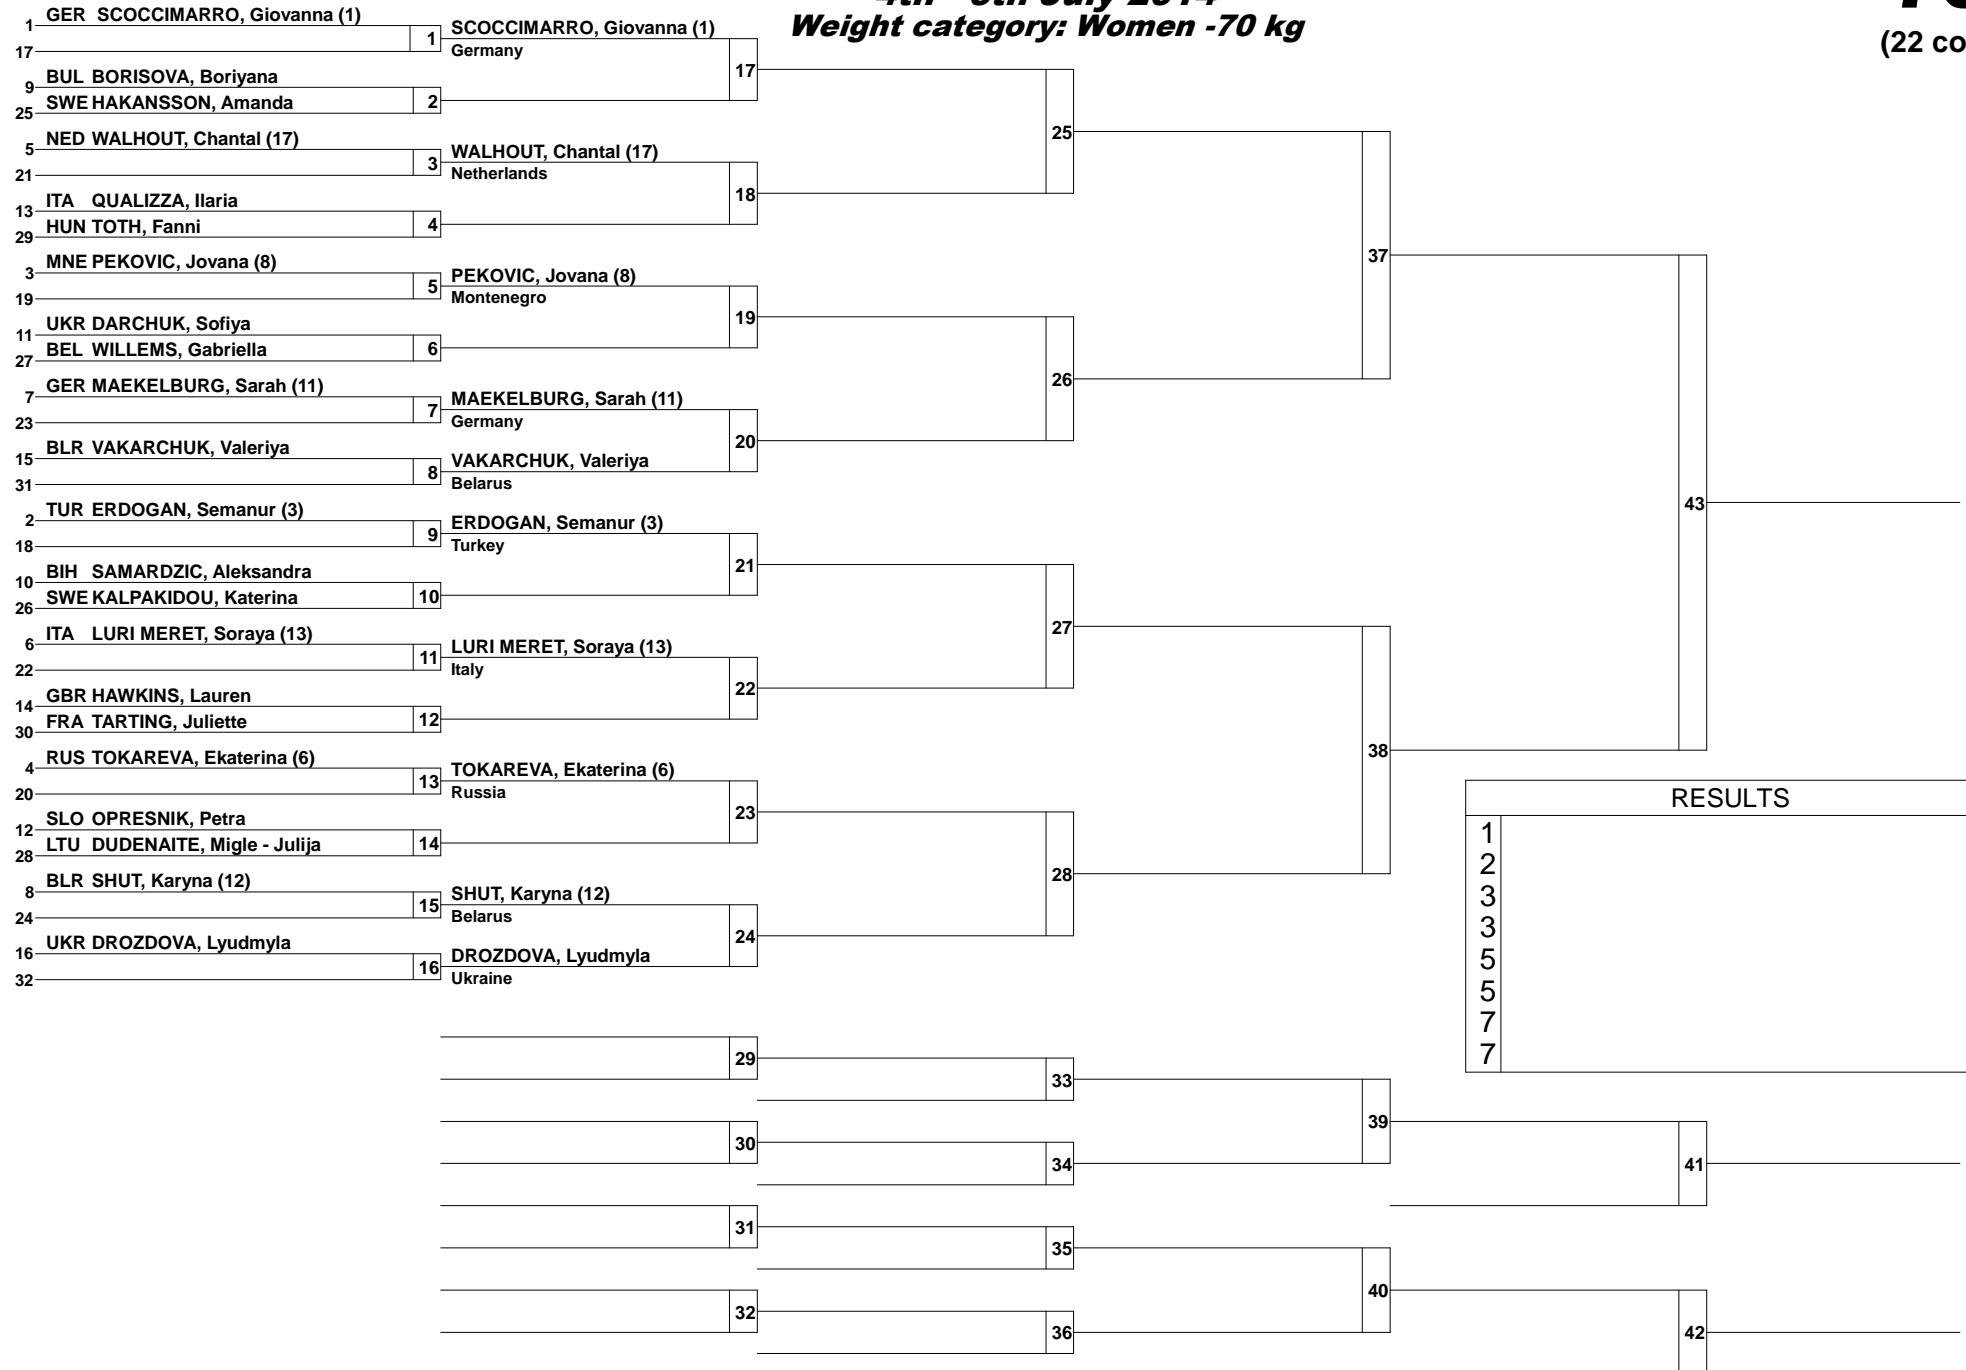 Weight category: Women -70 kg
(22 co
1 GER SCOCCIMARRO, Giovanna (1)
17
1
9 BUL BORISOVA, Boriyana
25 SWE HAKANSSON, Amanda
2
5 NED WALHOUT, Chantal (17)
21
3
13 ITA QUALIZZA, Ilaria
29 HUN TOTH, Fanni
4
3 MNE PEKOVIC, Jovana (8)
19
5
11 UKR DARCHUK, Sofiya
27 BEL WILLEMS, Gabriella
6
7 GER MAEKELBURG, Sarah (11)
23
7
15 BLR VAKARCHUK, Valeriya
31
8
2 TUR ERDOGAN, Semanur (3)
18
9
10 BIH SAMARDZIC, Aleksandra
26 SWE KALPAKIDOU, Katerina
10
6 ITA LURI MERET, Soraya (13)
22
11
14 GBR HAWKINS, Lauren
30 FRA TARTING, Juliette
12
4 RUS TOKAREVA, Ekaterina (6)
20
13
12 SLO OPRESNIK, Petra
28 LTU DUDENAITE, Migle - Julija
14
8 BLR SHUT, Karyna (12)
24
15
16 UKR DROZDOVA, Lyudmyla
32
16
SCOCCIMARRO, Giovanna (1)
Germany
17
WALHOUT, Chantal (17)
Netherlands
18
PEKOVIC, Jovana (8)
Montenegro
19
MAEKELBURG, Sarah (11)
Germany
20
VAKARCHUK, Valeriya
Belarus
ERDOGAN, Semanur (3)
Turkey
21
LURI MERET, Soraya (13)
Italy
22
TOKAREVA, Ekaterina (6)
Russia
23
SHUT, Karyna (12)
Belarus
24
DROZDOVA, Lyudmyla
Ukraine
25
26
27
28
37
38
43
29
30
31
32
33
34
35
36
39
40
41
42
RESULTS
1
2
3
3
5
5
7
7